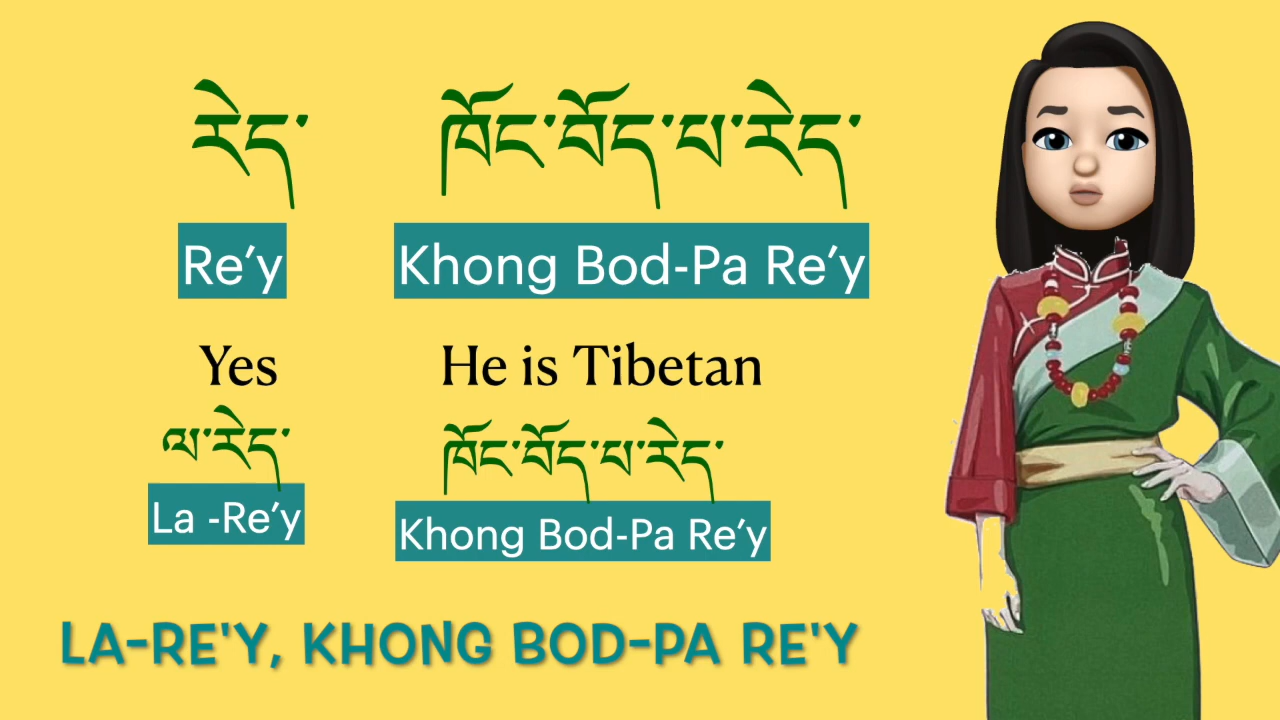 རེད་ ཁོང་བོད་པ་རེད་
Re’y Khong Bod-Pa Re’y
Yes He is Tibetan
ལ་རེད་ ཁོང་བོད་པ་རེད་
La -Re’y Khong Bod-Pa Re’y
LA-RE'Y, KHONG BOD-PA RE'Y